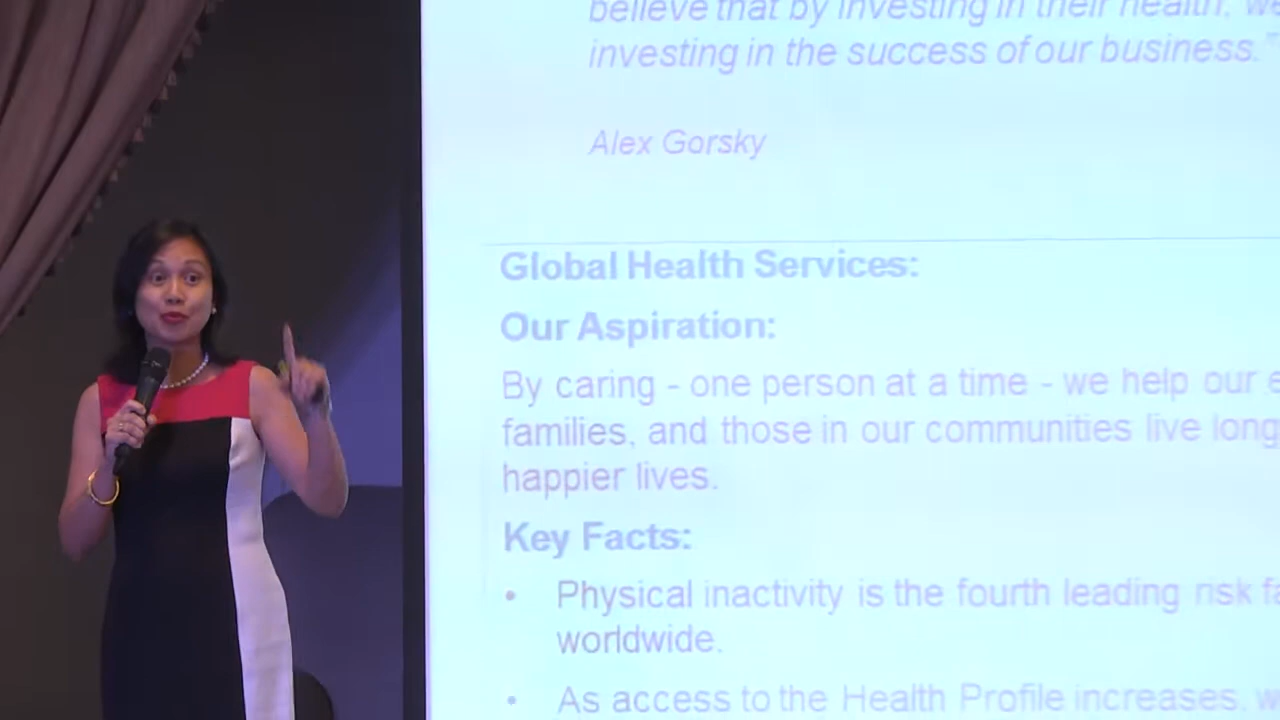 believe that by investing in their health, we
investing in the success of our business."
Alex Gorsky
Global Health Services:
Our Aspiration:
By caring - one person at a time - we help our e
families, and those in our communities live long
happier lives.
Key Facts:
• Physical inactivity is the fourth leading risk fa
worldwide.
• As access to the Health Profile increases, w